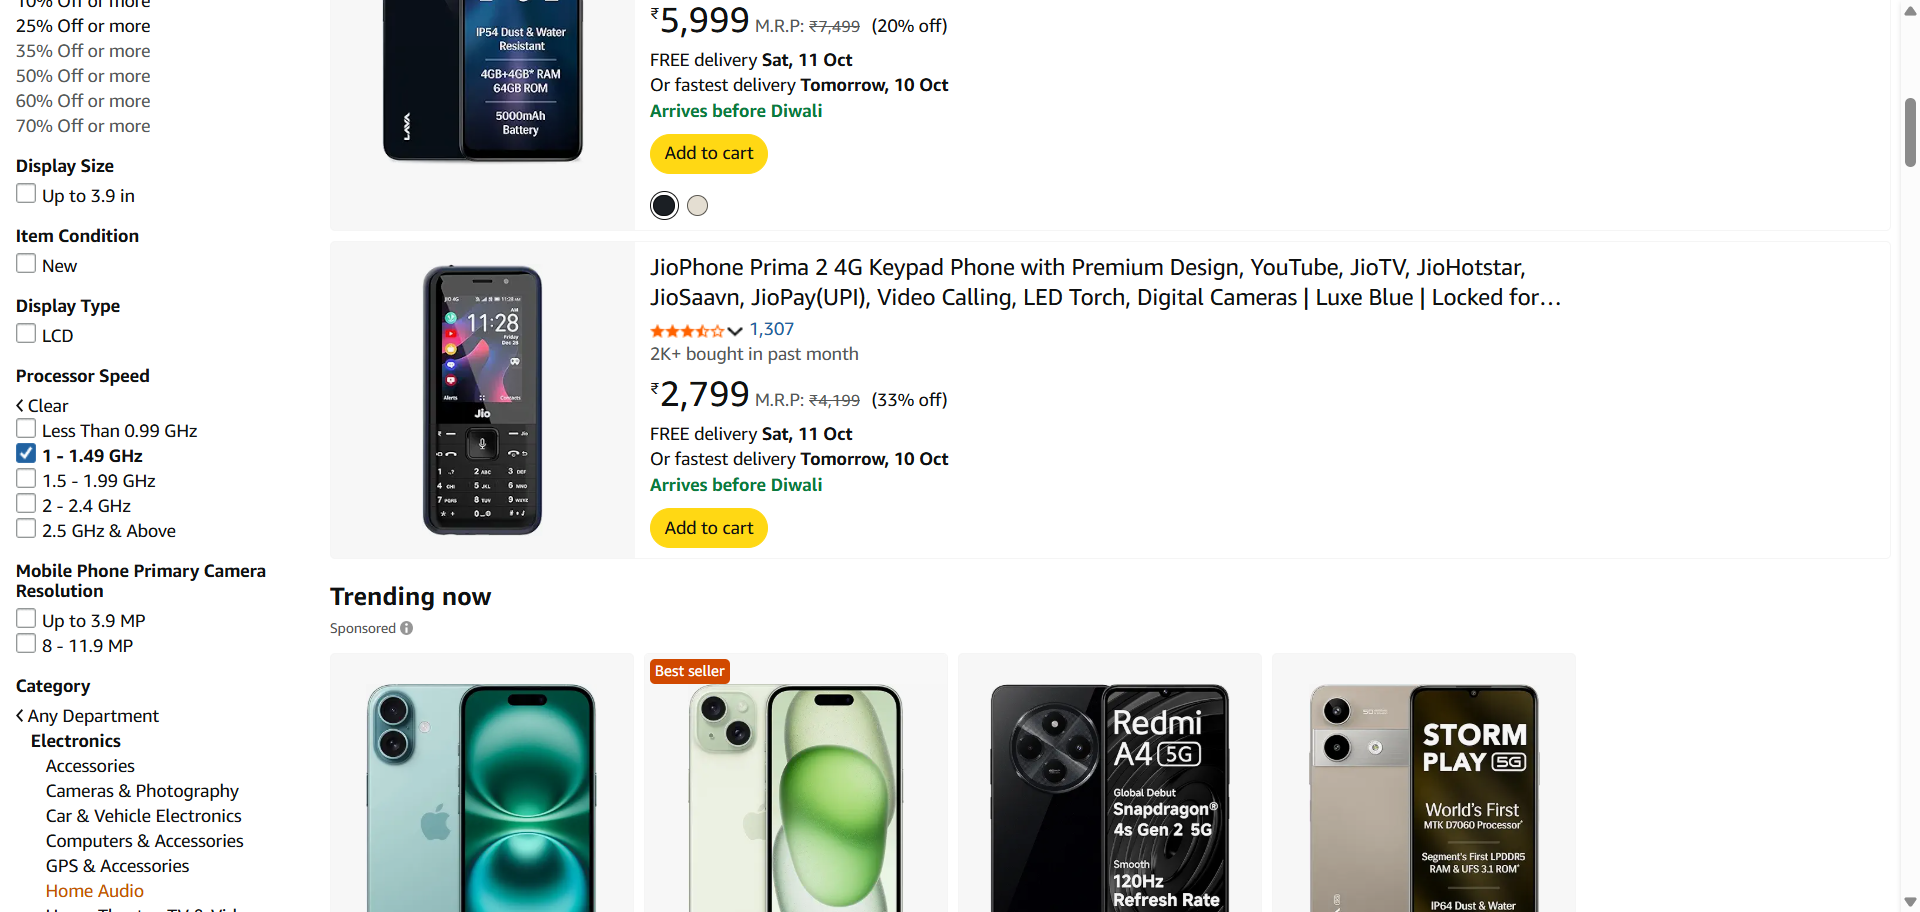 10% Off or more
25% Off or more
35% Off or more
50% Off or more
60% Off or more
70% Off or more
Display Size
Up to 3.9 in
Item Condition
New
Display Type
LCD
Processor Speed
Clear
Less Than 0.99 GHz
1 - 1.49 GHz
1.5 - 1.99 GHz
2 - 2.4 GHz
2.5 GHz & Above
Mobile Phone Primary Camera
Resolution
Up to 3.9 MP
8 - 11.9 MP
Category
Any Department
Electronics
Accessories
Cameras & Photography
Car & Vehicle Electronics
Computers & Accessories
GPS & Accessories
Home Audio
IP54 Dust & Water
Resistant
4GB+4GB* RAM
64GB ROM
5000mAh
Battery
LAVA
₹5,999 M.R.P: ₹7,499 (20% off)
FREE delivery Sat, 11 Oct
Or fastest delivery Tomorrow, 10 Oct
Arrives before Diwali
Add to cart
11:28
Jio
JioPhone Prima 2 4G Keypad Phone with Premium Design, YouTube, JioTV, JioHotstar,
JioSaavn, JioPay(UPI), Video Calling, LED Torch, Digital Cameras | Luxe Blue | Locked for…
1,307
2K+ bought in past month
₹2,799 M.R.P: ₹4,199 (33% off)
FREE delivery Sat, 11 Oct
Or fastest delivery Tomorrow, 10 Oct
Arrives before Diwali
Add to cart
Trending now
Sponsored
Best seller
Redmi
A4 5G
Global Debut
Snapdragon®
4s Gen 2 5G
Smooth
120Hz
Refresh Rate
STORM
PLAY 5G
World's First
MTK D7060 Processor*
Segment's First LPDDR5
RAM & UFS 3.1 ROM*
IP64 Dust & Water